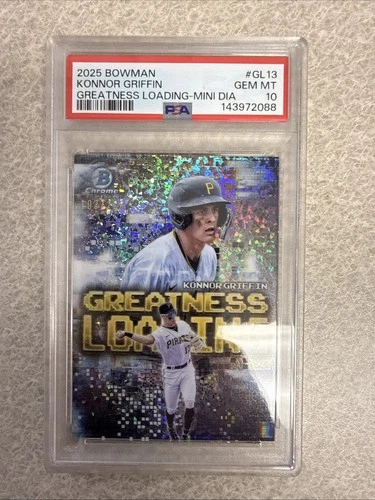 2025 BOWMAN #GL13
KONNOR GRIFFIN GEM MT
GREATNESS LOADING-MINI DIA 10
PSA 143972088
B
Chrome
P
KONNOR GRIFFIN
GREATNESS
LOADING
PIRATES